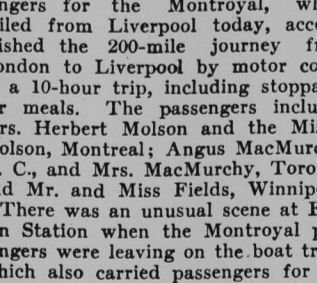 ngers for the Montroyal, wh
iled from Liverpool today, acco
ished the 200-mile journey fr
ondon to Liverpool by motor co
a 10-hour trip, including stoppa
r meals. The passengers inclu
rs. Herbert Molson and the Mi
olson, Montreal; Angus MacMurc
. C., and Mrs. MacMurchy, Toro
d Mr. and Miss Fields, Winnipe
There was an unusual scene at E
n Station when the Montroyal p
ngers were leaving on the boat tr
hich also carried passengers for